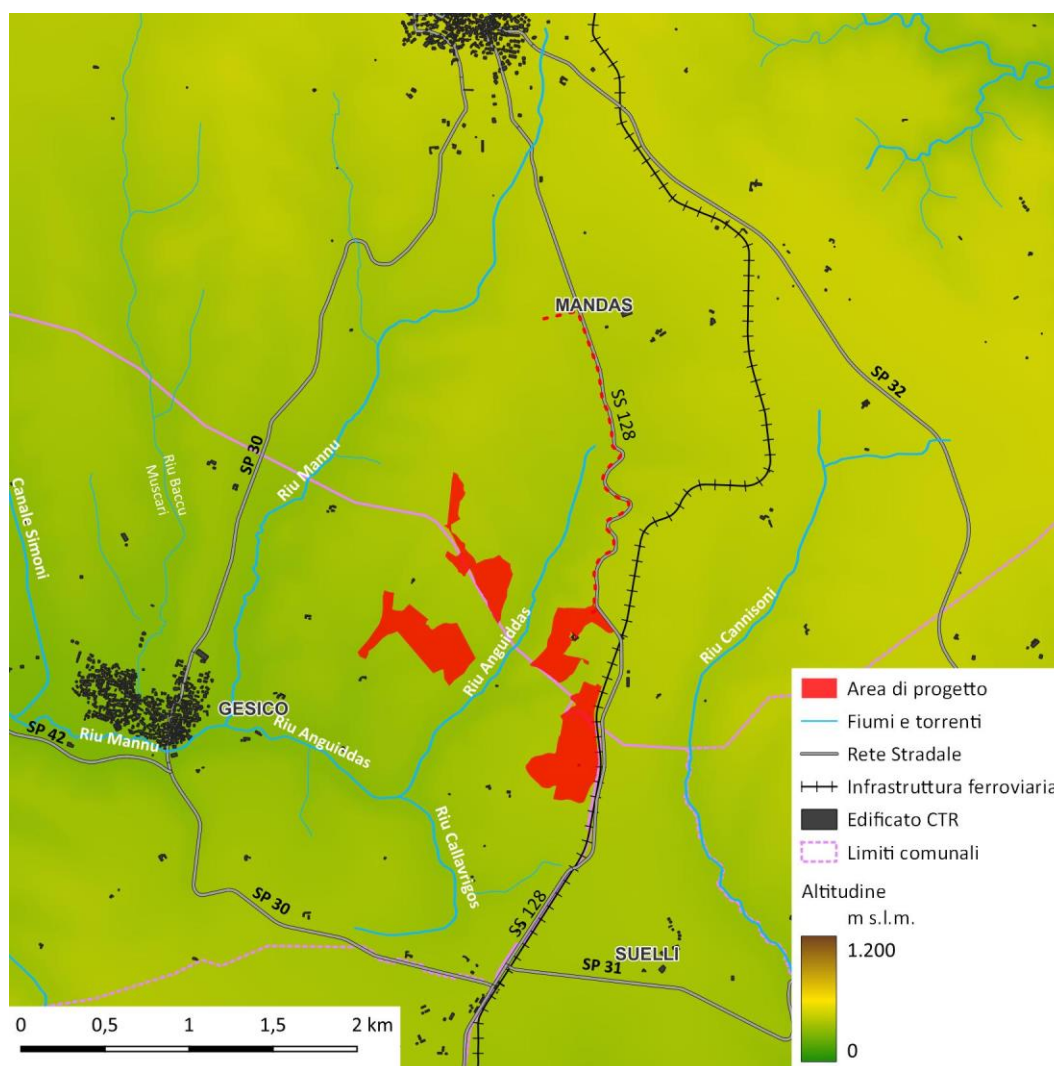 MANDAS
SP 32
SS 128
SP 30
Riu Mannu
Riu Baccu
Muscari
Canale Simoni
Riu Anguiddas
Riu Cannisoni
GESICO
Riu Anguiddas
SP 42
Riu Mannu
Riu Callavrigos
SP 30
SS 128
SUELLI
SP 31
Area di progetto
Fiumi e torrenti
Rete Stradale
Infrastruttura ferroviaria
Edificato CTR
Limiti comunali
Altitudine
m s.l.m.
1.200
0
0 0,5 1 1,5 2 km